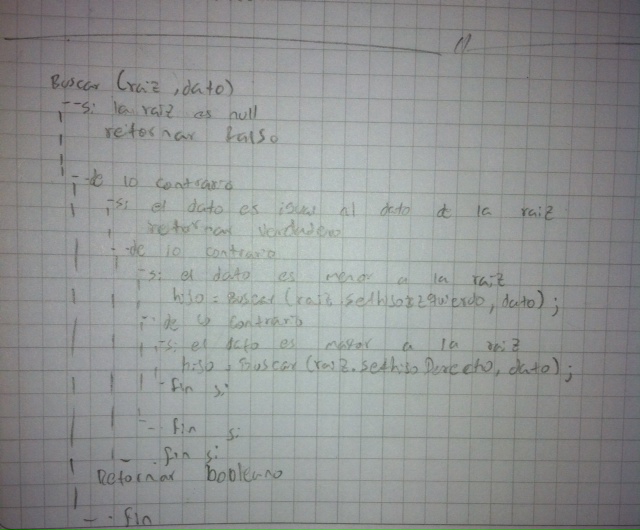 Buscar (raiz, dato)
si la raiz es null
retornar falso
de lo contrario
si el dato es igual al dato de la raiz
retornar verdadero
de lo contrario
si el dato es menor a la raiz
hijo = Buscar (raiz.gethijoizquierdo, dato);
de lo contrario
si el dato es mayor a la raiz
hijo = Buscar (raiz.gethijoDerecho, dato);
fin si
fin si
fin si
Retornar booleano
fin